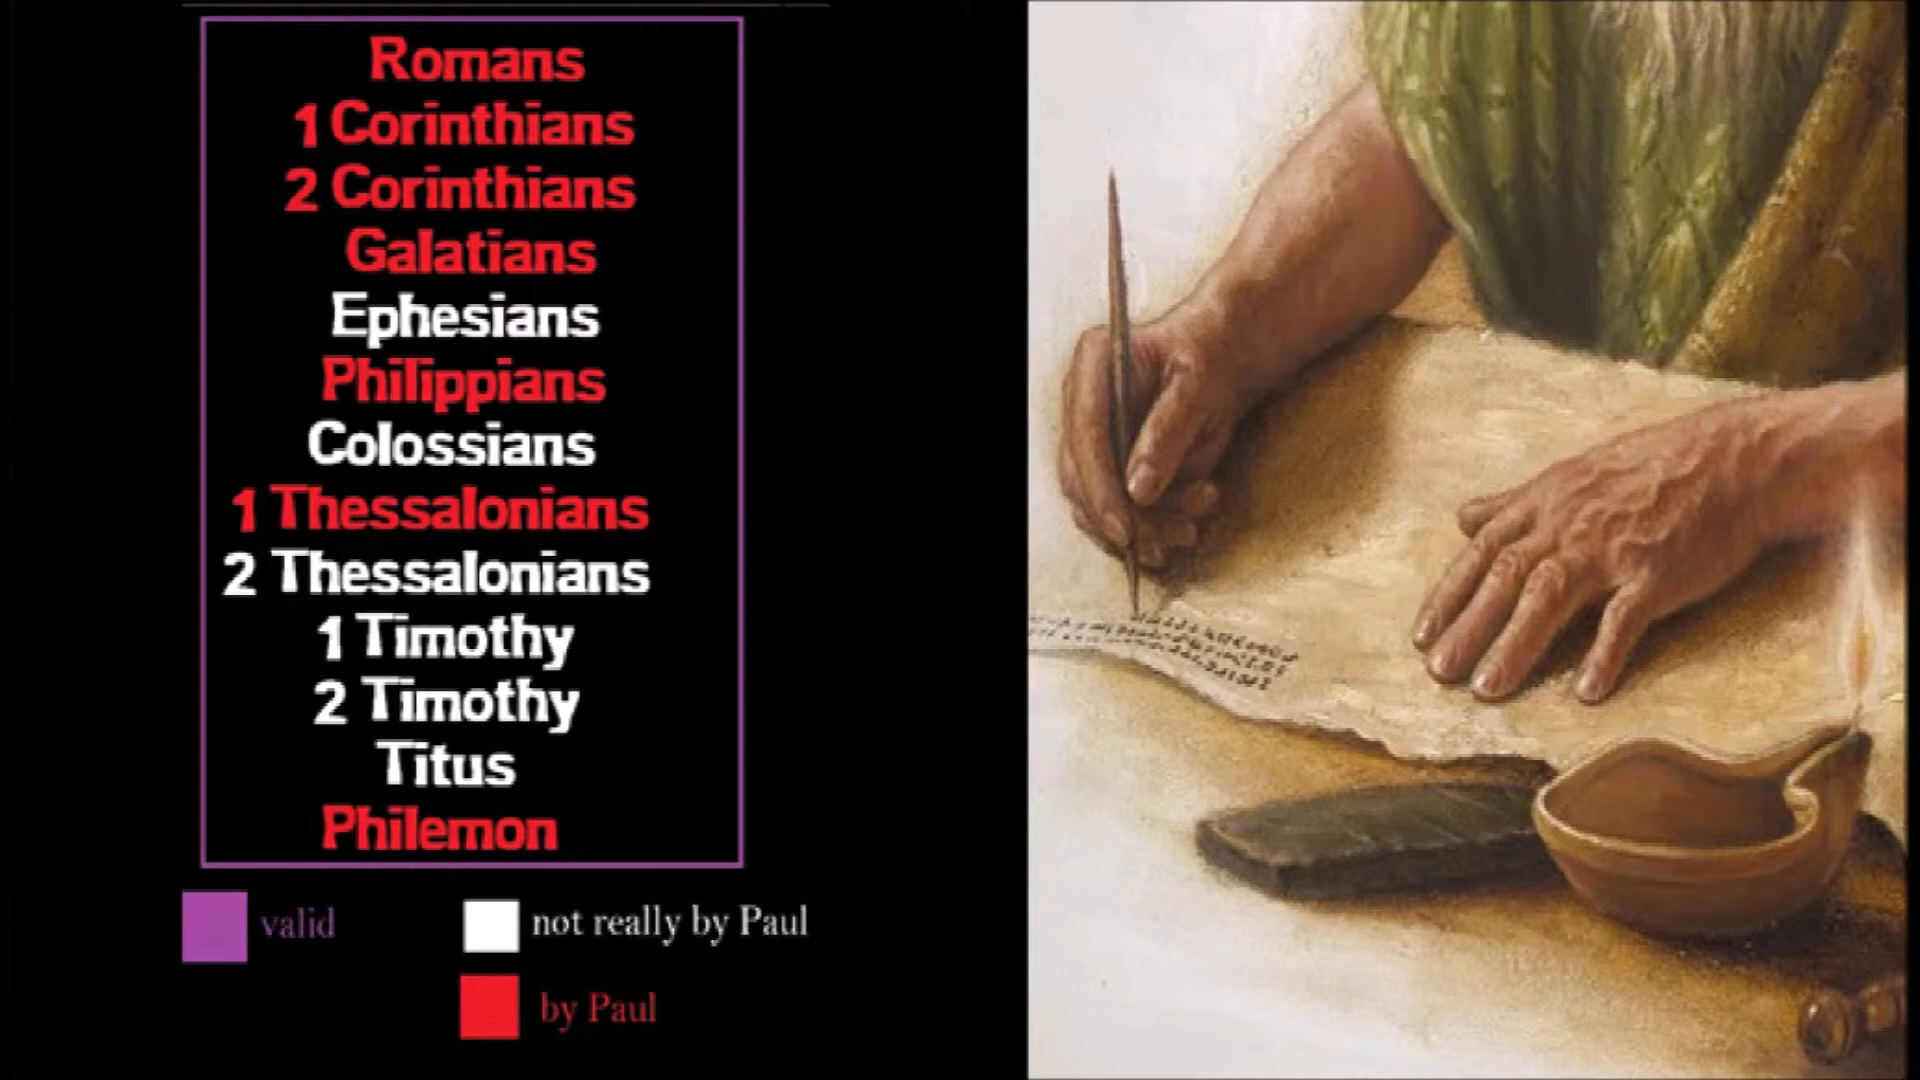 Romans
1 Corinthians
2 Corinthians
Galatians
Ephesians
Philippians
Colossians
1 Thessalonians
2 Thessalonians
1 Timothy
2 Timothy
Titus
Philemon
valid
not really by Paul
by Paul